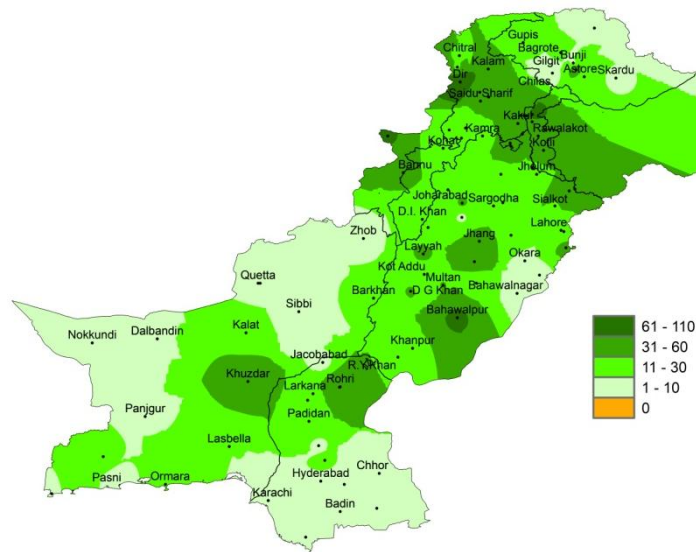 Gupis
Chitral
Bagrote
Bunji
Kalam
Gilgit
Astore
Dir
Chilas
Skardu
Saidu Sharif
Kakul
Rawalakot
Kamra
Kohat
Kotli
Bannu
Jhelum
Joharabad
Sargodha
Sialkot
D.I. Khan
Lahore
Zhob
Jhang
Layyah
Okara
Kot Addu
Quetta
Multan
Barkhan
D G Khan
Bahawalnagar
Sibbi
Bahawalpur
Kalat
Dalbandin
Nokkundi
Khanpur
Jacobabad
R.Y.Khan
Khuzdar
Rohri
Larkana
Panjgur
Padidan
Lasbella
Chhor
Pasni
Ormara
Hyderabad
Karachi
Badin
61 - 110
31 - 60
11 - 30
1 - 10
0